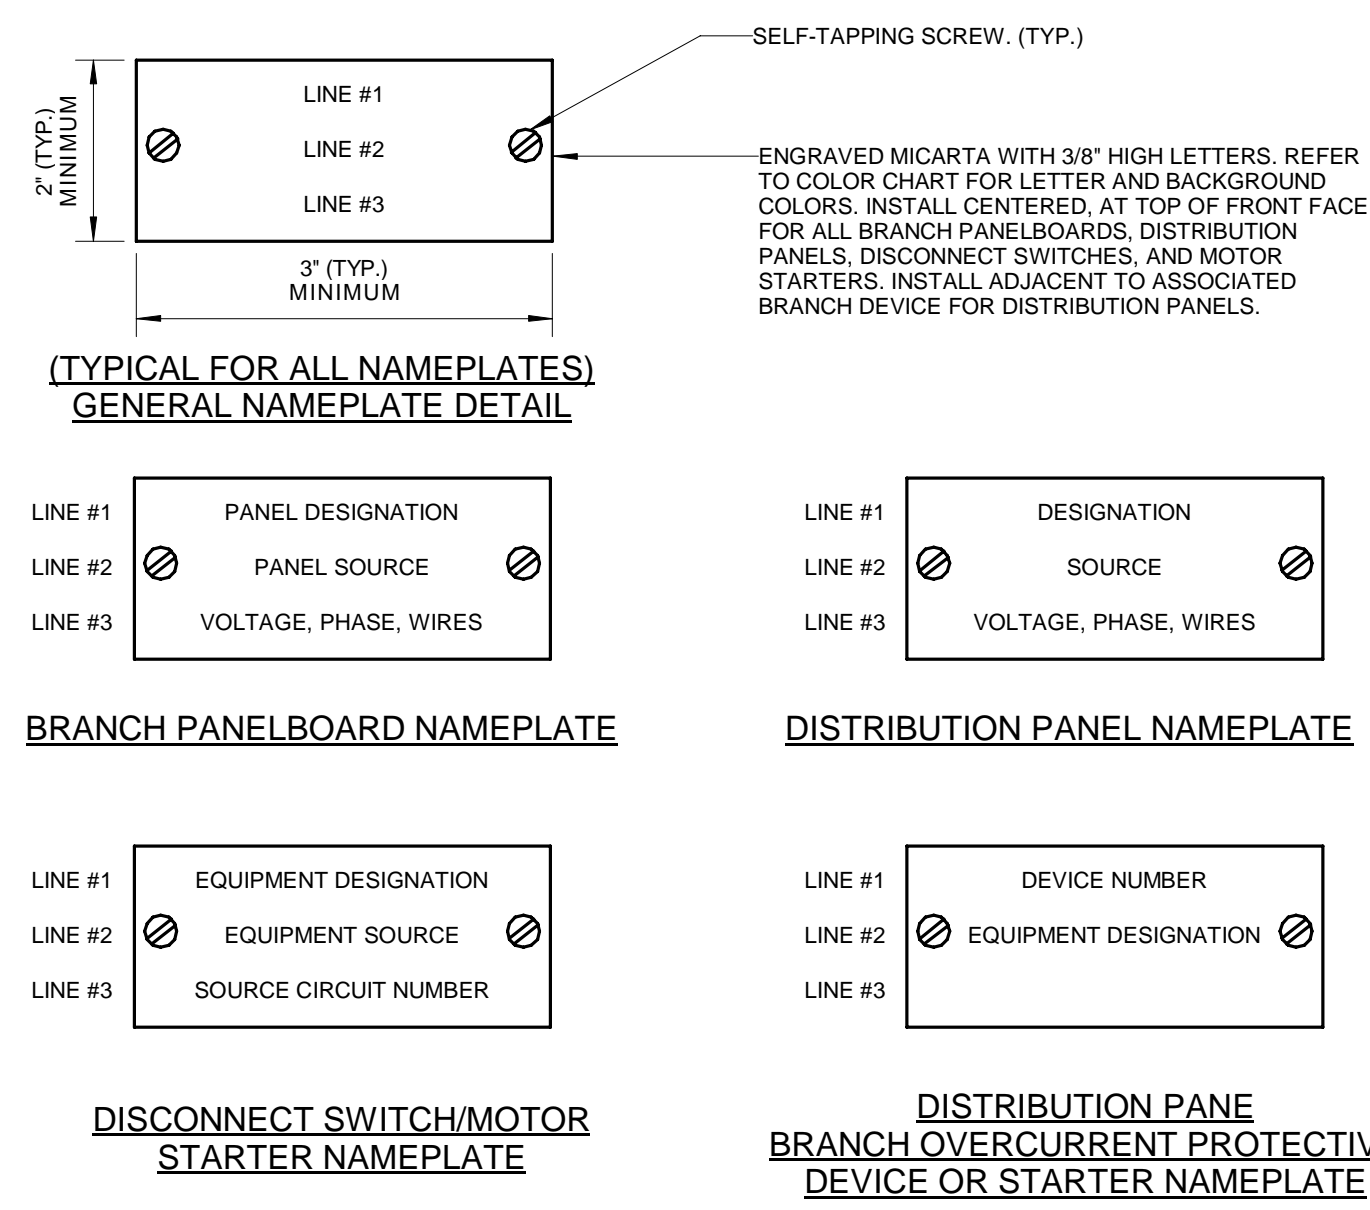 SELF-TAPPING SCREW. (TYP.)
LINE #1
LINE #2
LINE #3
2" (TYP.)
MINIMUM
3" (TYP.)
MINIMUM
ENGRAVED MICARTA WITH 3/8" HIGH LETTERS. REFER
TO COLOR CHART FOR LETTER AND BACKGROUND
COLORS. INSTALL CENTERED, AT TOP OF FRONT FACE
FOR ALL BRANCH PANELBOARDS, DISTRIBUTION
PANELS, DISCONNECT SWITCHES, AND MOTOR
STARTERS. INSTALL ADJACENT TO ASSOCIATED
BRANCH DEVICE FOR DISTRIBUTION PANELS.
(TYPICAL FOR ALL NAMEPLATES)
GENERAL NAMEPLATE DETAIL
LINE #1 PANEL DESIGNATION
LINE #2 PANEL SOURCE
LINE #3 VOLTAGE, PHASE, WIRES
BRANCH PANELBOARD NAMEPLATE
LINE #1 DESIGNATION
LINE #2 SOURCE
LINE #3 VOLTAGE, PHASE, WIRES
DISTRIBUTION PANEL NAMEPLATE
LINE #1 EQUIPMENT DESIGNATION
LINE #2 EQUIPMENT SOURCE
LINE #3 SOURCE CIRCUIT NUMBER
DISCONNECT SWITCH/MOTOR
STARTER NAMEPLATE
LINE #1 DEVICE NUMBER
LINE #2 EQUIPMENT DESIGNATION
LINE #3
DISTRIBUTION PANE
BRANCH OVERCURRENT PROTECTIV
DEVICE OR STARTER NAMEPLATE